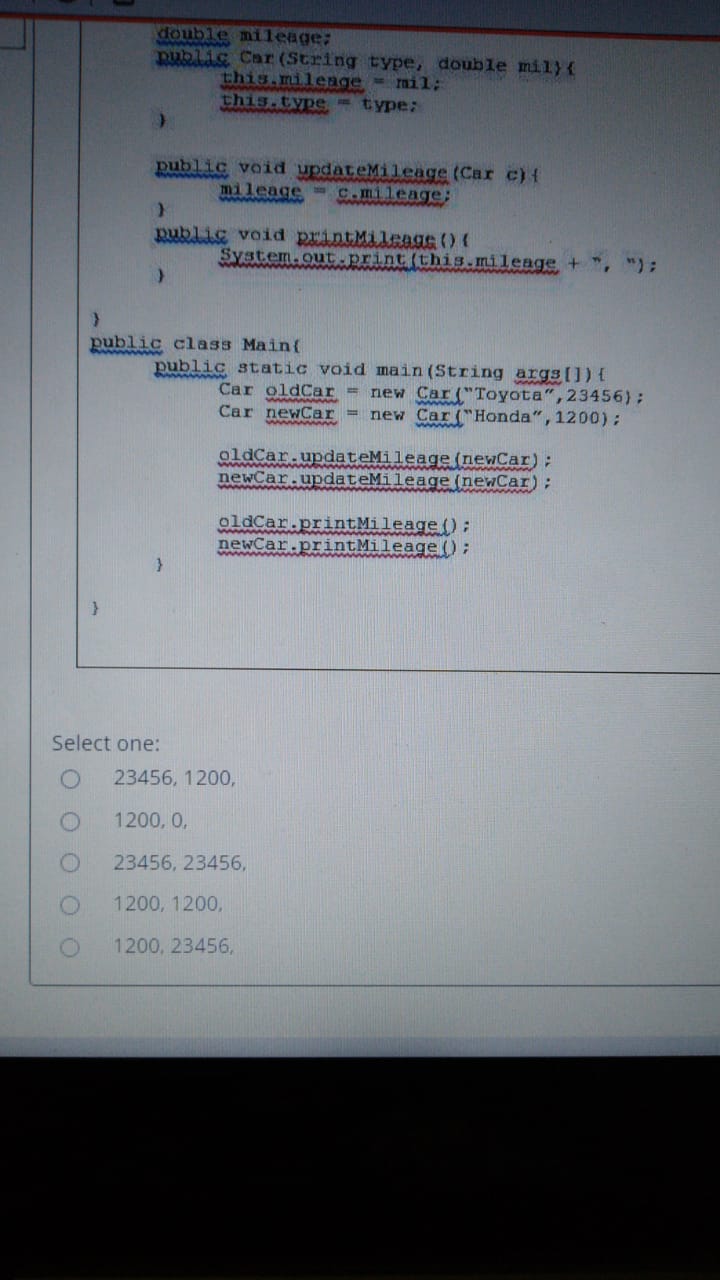 double mileage;
public Car(String type, double mil){
this.mileage = mil;
this.type = type;
}
public void updateMileage(Car c){
mileage = c.mileage;
}
public void printMileage(){
System.out.print(this.mileage + ", ");
}
}
public class Main{
public static void main(String args[]){
Car oldCar = new Car("Toyota",23456);
Car newCar = new Car("Honda",1200);
oldCar.updateMileage(newCar);
newCar.updateMileage(newCar);
oldCar.printMileage();
newCar.printMileage();
}
}
Select one:
23456, 1200,
1200, 0,
23456, 23456,
1200, 1200,
1200, 23456,